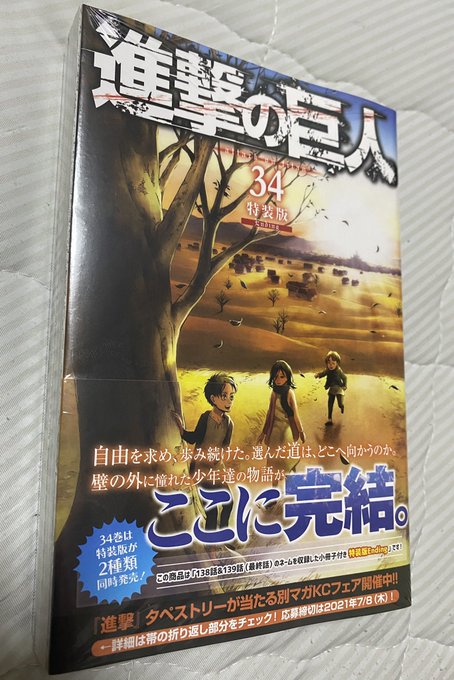 進撃の巨人
34
特装版
Ending
自由を求め、歩み続けた。選んだ道は、どこへ向かうのか。
壁の外に憧れた少年達の物語が
ここに完結。
34巻は
特装版が
2種類
同時発売!
この商品は「138話&139話(最終話)のネームを収録した小冊子付き特装版Ending」です!
「進撃」タペストリーが当たる別マガKCフェア開催中!!
←詳細は帯の折り返し部分をチェック! 応募締切は2021年7/8(木)!